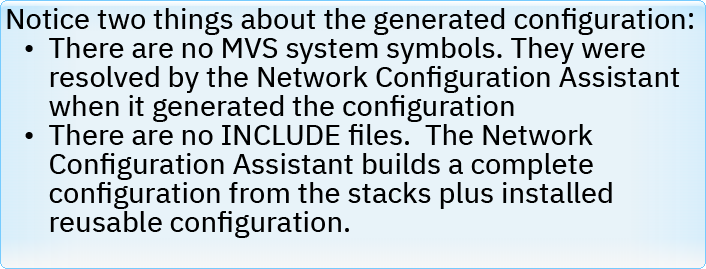 Notice two things about the generated configuration:
• There are no MVS system symbols. They were
resolved by the Network Configuration Assistant
when it generated the configuration
• There are no INCLUDE files.  The Network
Configuration Assistant builds a complete
configuration from the stacks plus installed
reusable configuration.